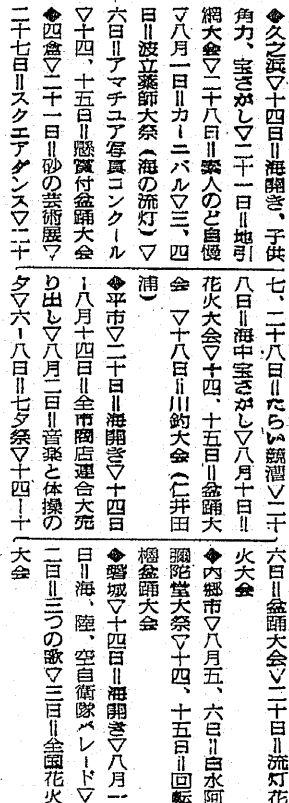 ◆久之浜▽十四日＝海開き、子供
角力、宝さがし▽二十一日＝地引
網大会▽二十八日＝素人のど自慢
▽八月一日＝カーニバル▽三、四
日＝波立薬師大祭（海の流灯）▽
六日＝アマチユア写真コンクール
▽十四、十五日＝懸賞付盆踊大会
◆四倉▽二十一日＝砂の芸術展▽
二十七日＝スクエアダンス▽二十
七、二十八日＝たらい競漕▽二十
八日＝海中宝さがし▽八月十日＝
花火大会▽十四、十五日＝盆踊大
会　▽十八日＝川釣大会（仁井田
浦）
◆平市▽二十日＝海開き▽十四日
ー八月十四日＝全市商店連合大売
り出し▽八月二日＝音楽と体操の
夕▽六ー八日＝七夕祭▽十四ー十
六日＝盆踊大会▽二十日＝流灯花
火大会
◆内郷市▽八月五、六日＝白水阿
彌陀堂大祭▽十四、十五日＝回転
櫓盆踊大会
◆磐城▽十四日＝海開き▽八月一
日＝海、陸、空自衛隊パレード▽
二日＝三つの歌▽三日＝全国花火
大会